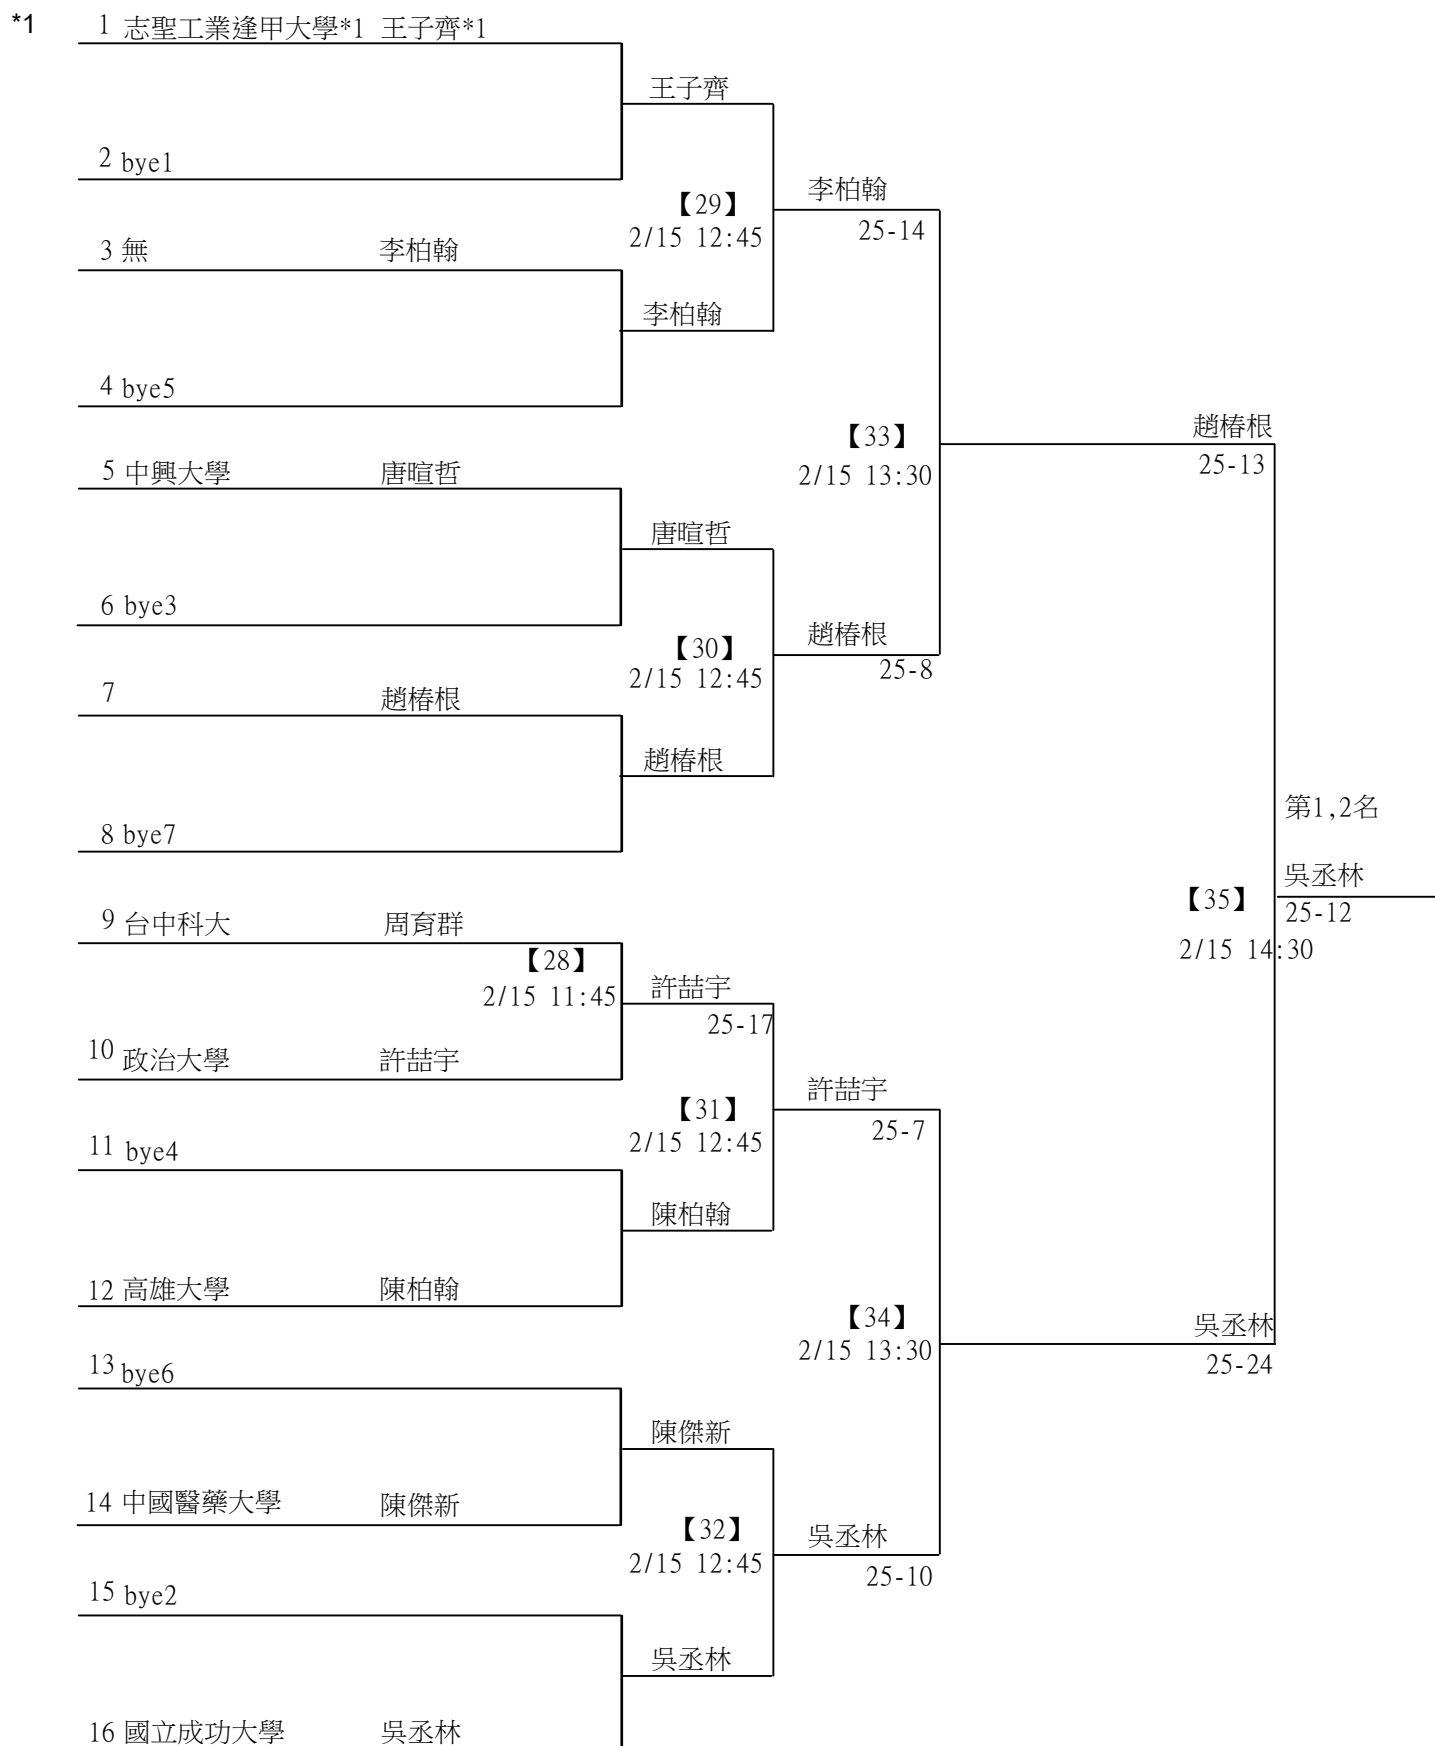 *1
1 志聖工業逢甲大學*1 王子齊*1
王子齊
2 bye1
李柏翰
【29】
25-14
2/15 12:45
3 無 李柏翰
李柏翰
4 bye5
趙椿根
【33】
25-13
5 中興大學 唐暄哲
2/15 13:30
唐暄哲
6 bye3
趙椿根
【30】
25-8
2/15 12:45
7 趙椿根
趙椿根
第1,2名
8 bye7
吳丞林
【35】
25-12
9 台中科大 周育群
2/15 14:30
【28】
2/15 11:45
許喆宇
25-17
10 政治大學 許喆宇
許喆宇
【31】
25-7
2/15 12:45
11 bye4
陳柏翰
12 高雄大學 陳柏翰
【34】
吳丞林
2/15 13:30
25-24
13 bye6
陳傑新
14 中國醫藥大學 陳傑新
【32】
吳丞林
2/15 12:45
25-10
15 bye2
吳丞林
16 國立成功大學 吳丞林